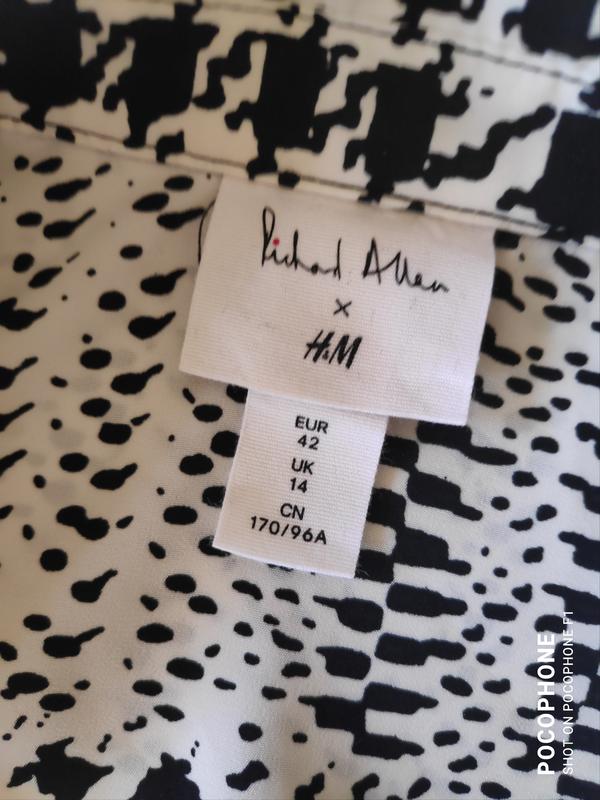 Richard Allan
×
H&M
EUR
42
UK
14
CN
170/96A
POCOPHONE
SHOT ON POCOPHONE F1